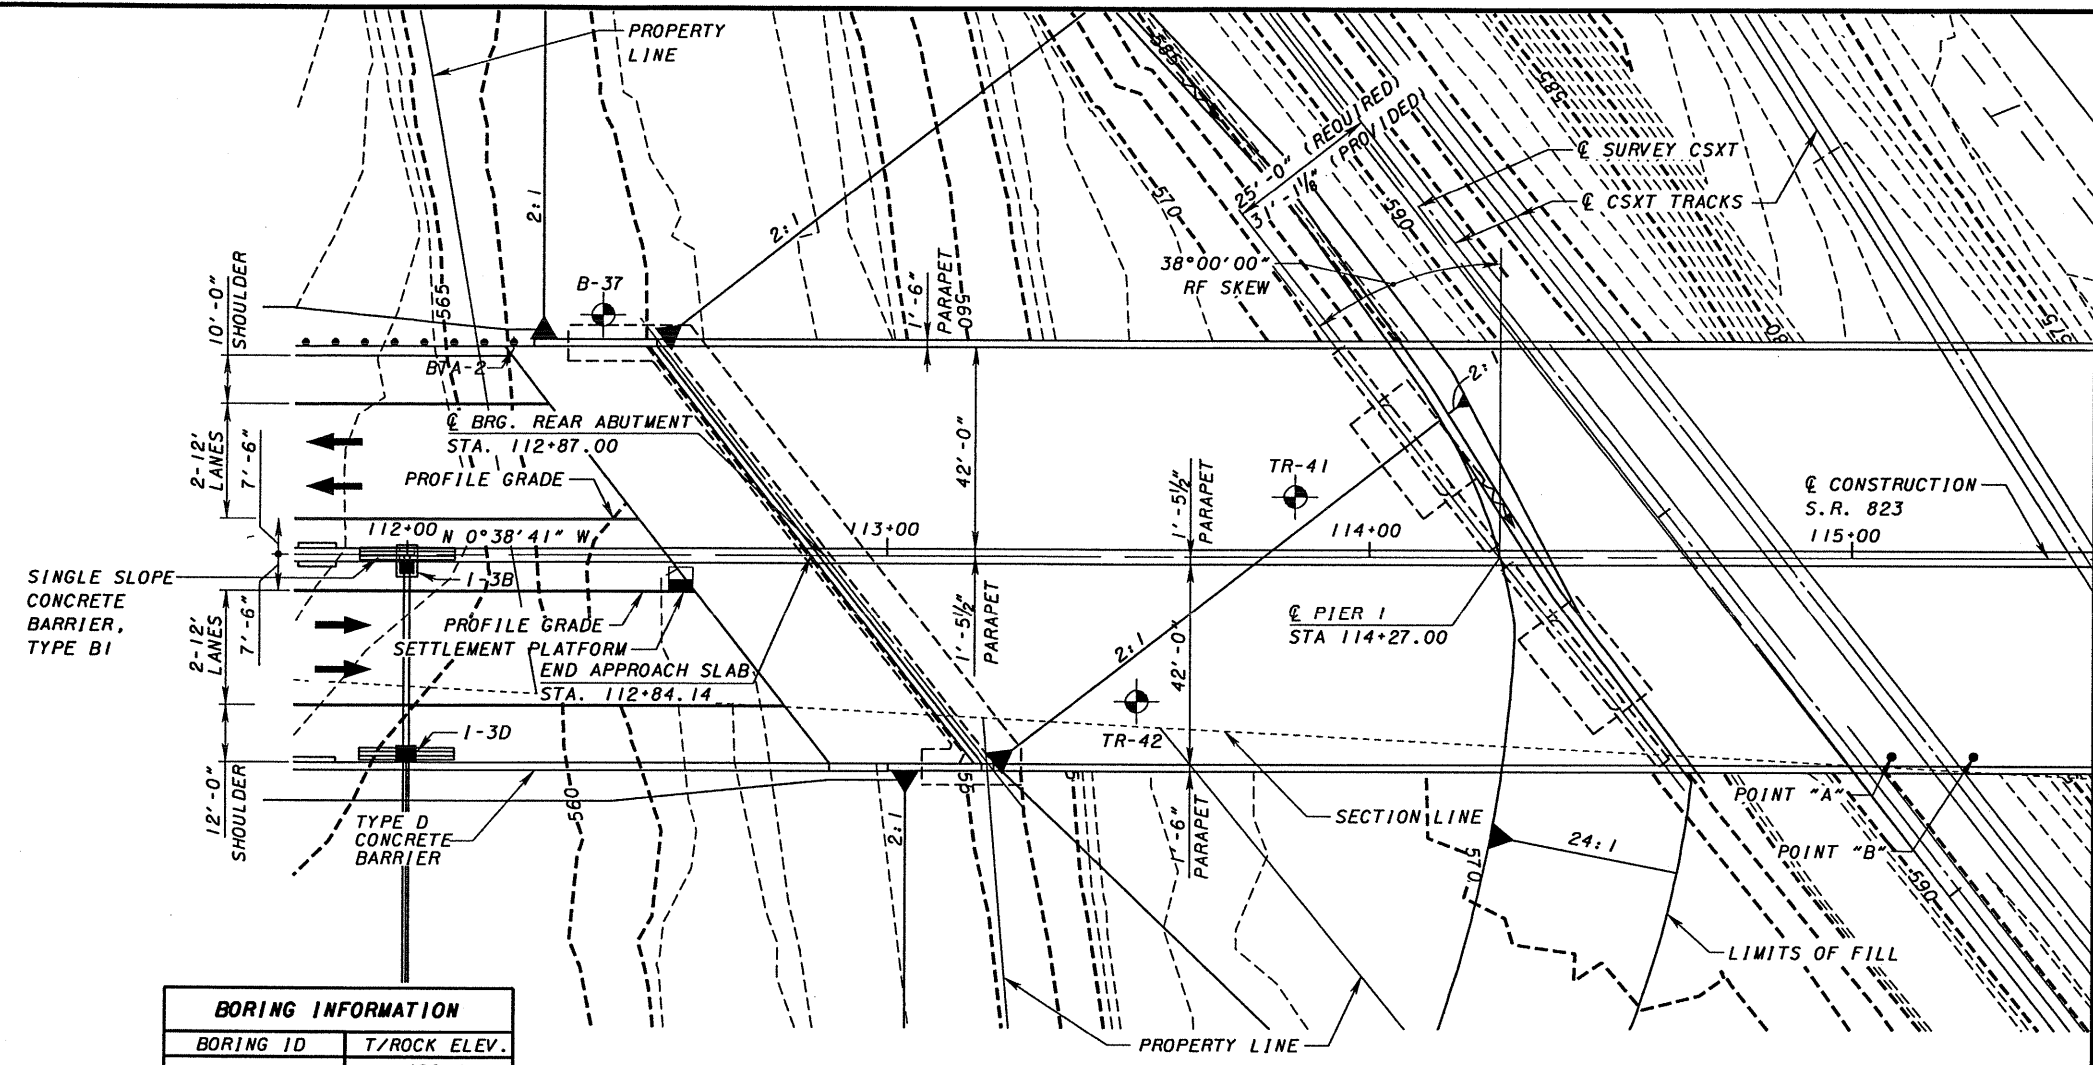 PROPERTY
LINE
585
585
25'-0" (REQUIRED)
(PROVIDED)
℄ SURVEY CSXT
℄ CSXT TRACKS
2:1
2:1
570
590
38°00'00"
RF SKEW
10'-0"
SHOULDER
565
B-37
1'-6"
PARAPET
560
580
575
BTA-2
2:1
℄ BRG. REAR ABUTMENT
STA. 112+87.00
2-12'
LANES
7'-6"
42'-0"
PROFILE GRADE
TR-41
1'-5½"
PARAPET
℄ CONSTRUCTION
S.R. 823
112+00
N 0°38'41" W
113+00
114+00
115+00
SINGLE SLOPE
CONCRETE
BARRIER,
TYPE B1
I-3B
2-12'
LANES
7'-6"
PROFILE GRADE
SETTLEMENT PLATFORM
END APPROACH SLAB
STA. 112+84.14
1'-5½"
PARAPET
2:1
42'-0"
℄ PIER 1
STA 114+27.00
I-3D
TR-42
12'-0"
SHOULDER
TYPE D
CONCRETE
BARRIER
560
2:1
1'-6"
PARAPET
SECTION LINE
POINT "A"
POINT "B"
24:1
570
590
LIMITS OF FILL
PROPERTY LINE
BORING INFORMATION
BORING ID
T/ROCK ELEV.